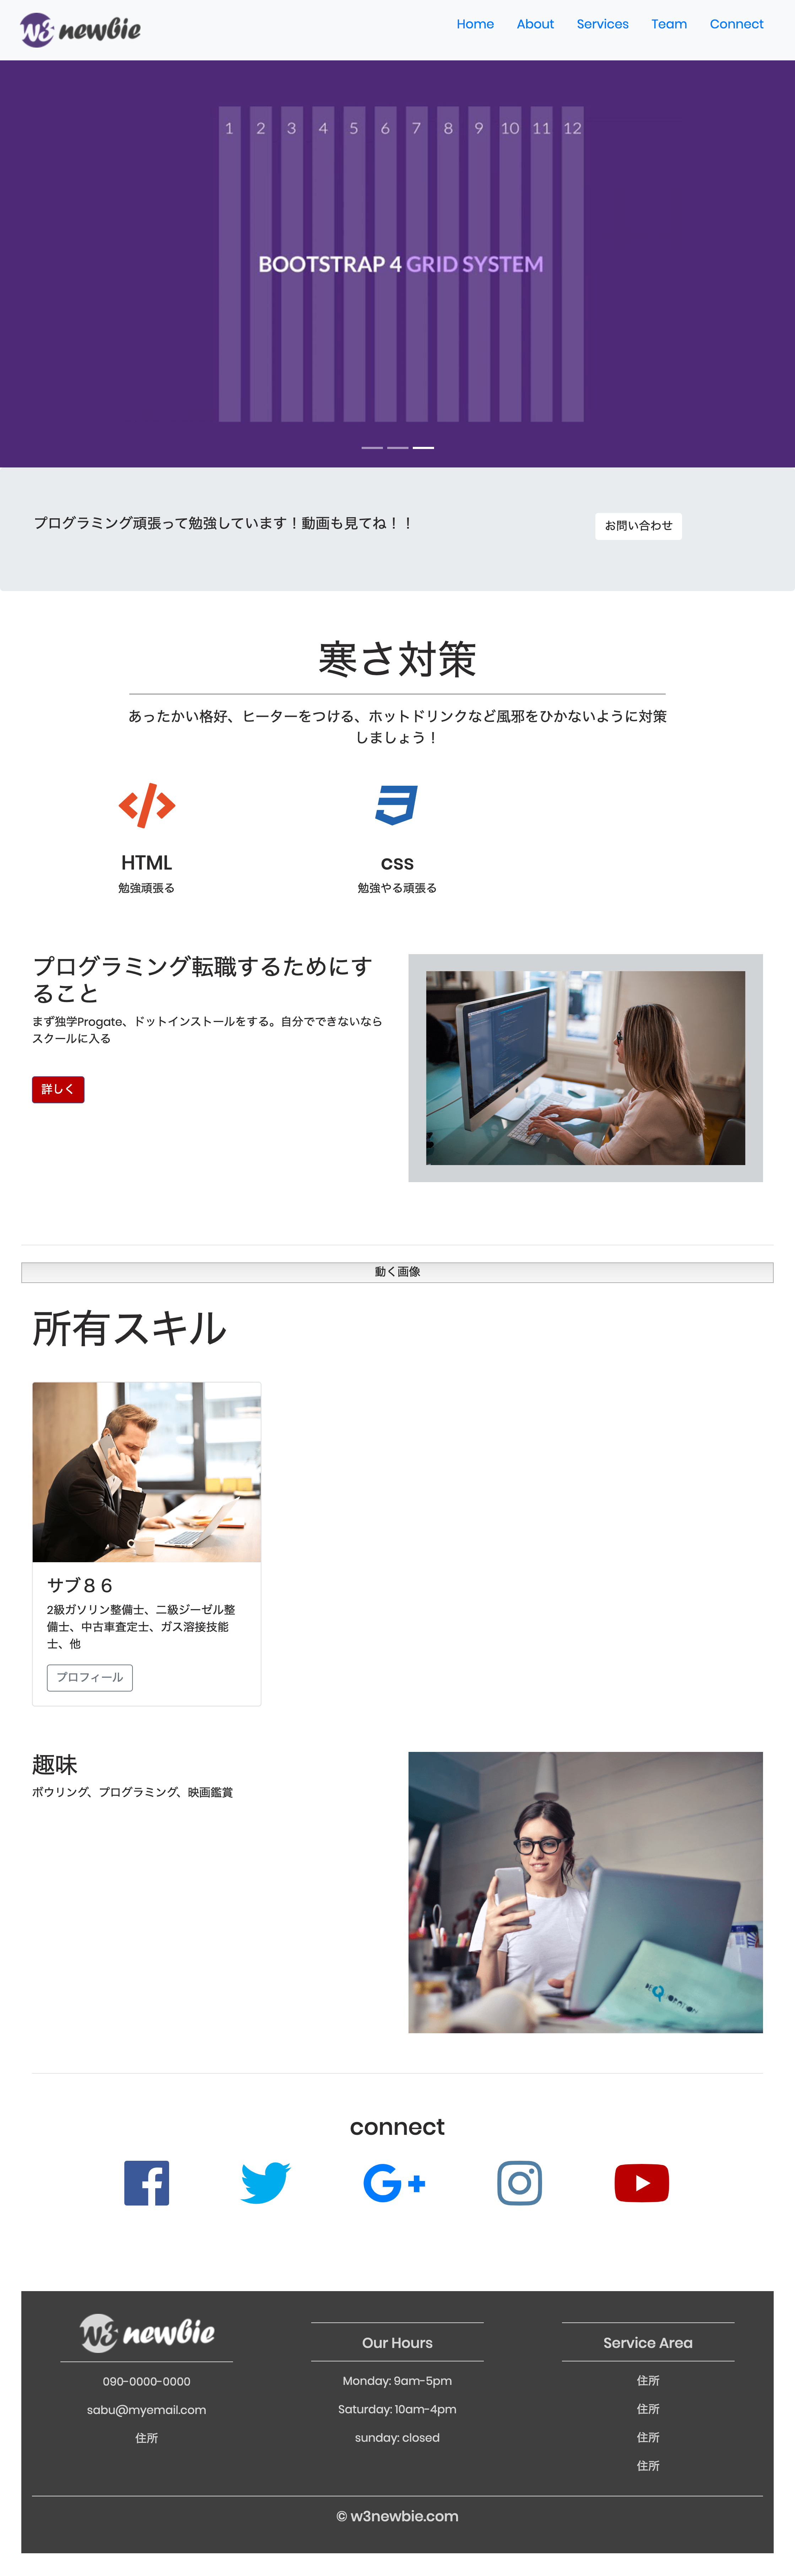 W3 newbie
Home About Services Team Connect
1 2 3 4 5 6 7 8 9 10 11 12
BOOTSTRAP 4 GRID SYSTEM
プログラミング頑張って勉強しています！動画も見てね！！
お問い合わせ
寒さ対策
あったかい格好、ヒーターをつける、ホットドリンクなど風邪をひかないように対策
しましょう！
HTML
勉強頑張る
css
勉強やる頑張る
プログラミング転職するためにす
ること
まず独学Progate、ドットインストールをする。自分でできないなら
スクールに入る
詳しく
動く画像
所有スキル
サブ８６
2級ガソリン整備士、二級ジーゼル整
備士、中古車査定士、ガス溶接技能
士、他
プロフィール
趣味
ボウリング、プログラミング、映画鑑賞
connect
W3 newbie
090-0000-0000
sabu@myemail.com
住所
Our Hours
Monday: 9am-5pm
Saturday: 10am-4pm
sunday: closed
Service Area
住所
住所
住所
住所
© w3newbie.com